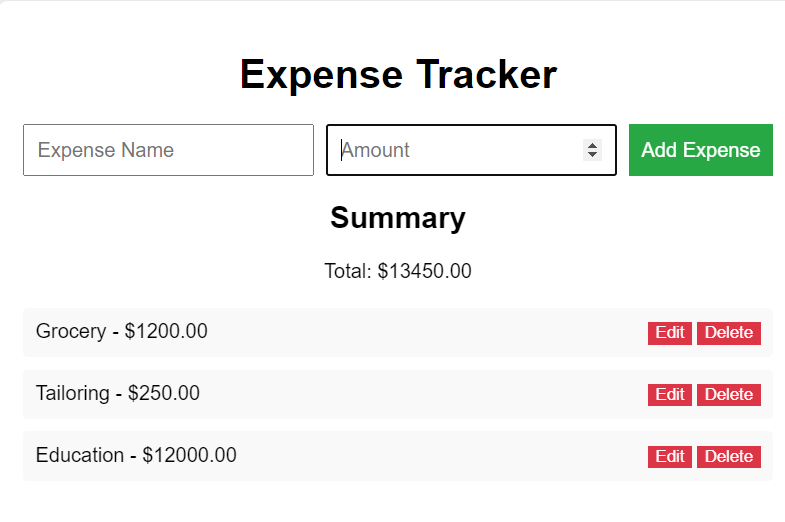 Expense Tracker
Expense Name Amount Add Expense
Summary
Total: $13450.00
Grocery - $1200.00 Edit Delete
Tailoring - $250.00 Edit Delete
Education - $12000.00 Edit Delete